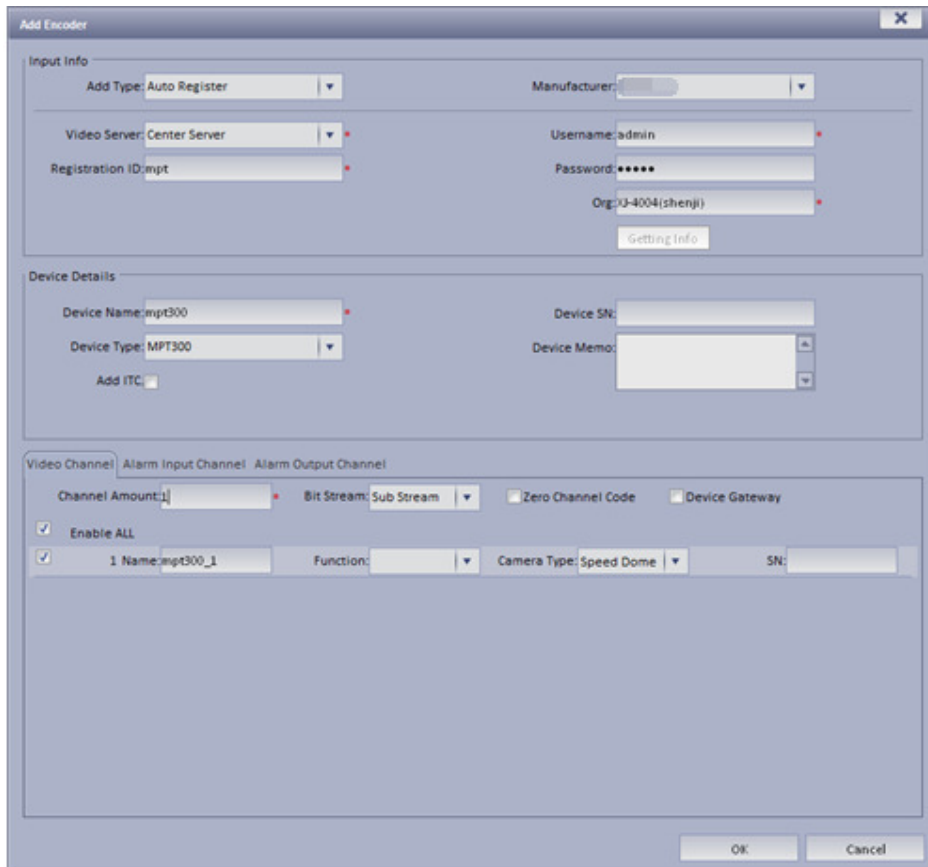 Add Encoder
Input Info
Add Type: Auto Register Manufacturer:
Video Server: Center Server * Username: admin *
Registration ID: mpt * Password: •••••
Org: XJ-4004(shenji) *
Getting Info
Device Details
Device Name: mpt300 * Device SN:
Device Type: MPT300 Device Memo:
Add ITC
Video Channel Alarm Input Channel Alarm Output Channel
Channel Amount: 1 * Bit Stream: Sub Stream Zero Channel Code Device Gateway
Enable ALL
1 Name: mpt300_1 Function: Camera Type: Speed Dome SN:
OK Cancel